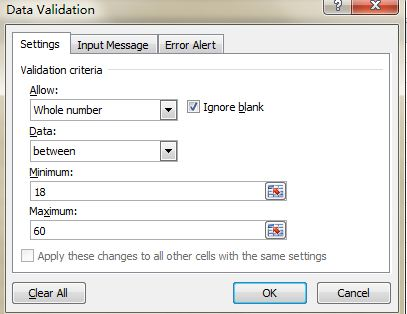 Data Validation
Settings Input Message Error Alert
Validation criteria
Allow:
Whole number Ignore blank
Data:
between
Minimum:
18
Maximum:
60
Apply these changes to all other cells with the same settings
Clear All OK Cancel